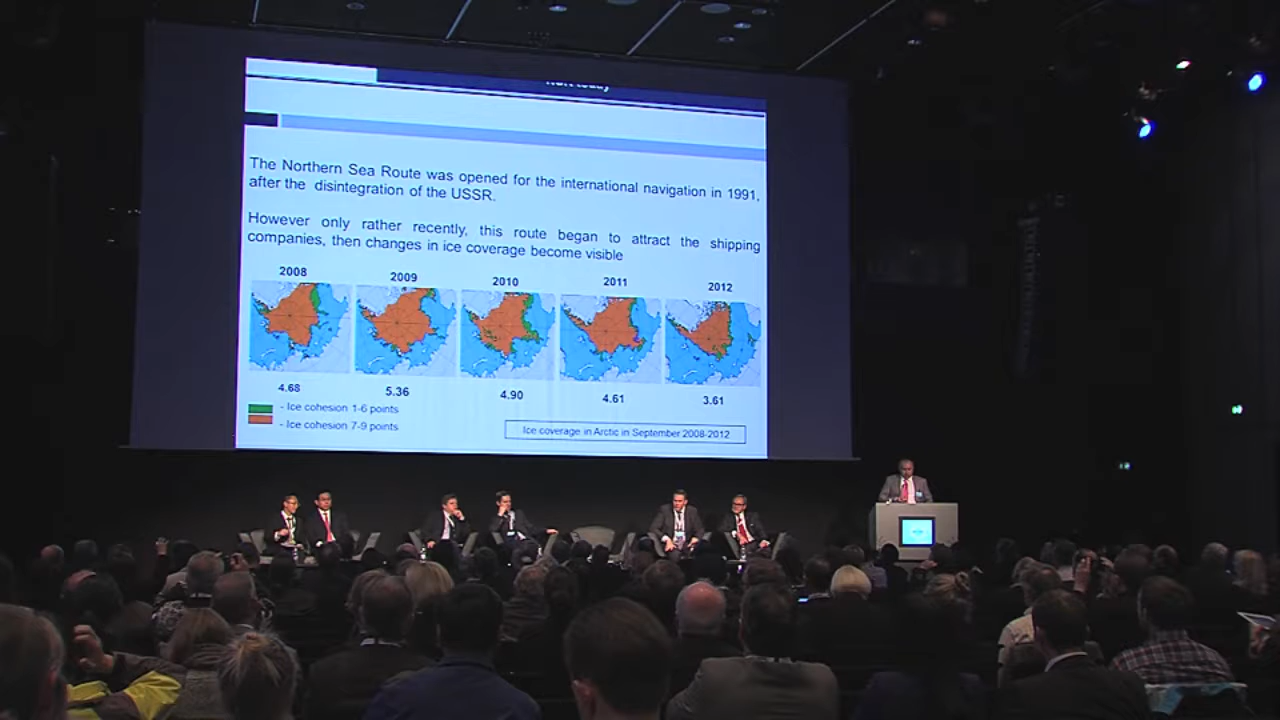 The Northern Sea Route was opened for the international navigation in 1991,
after the disintegration of the USSR.
However only rather recently, this route began to attract the shipping
companies, then changes in ice coverage become visible
2008 2009 2010 2011 2012
4.68 5.36 4.90 4.61 3.61
- Ice cohesion 1-6 points
- Ice cohesion 7-9 points
Ice coverage in Arctic in September 2008-2012